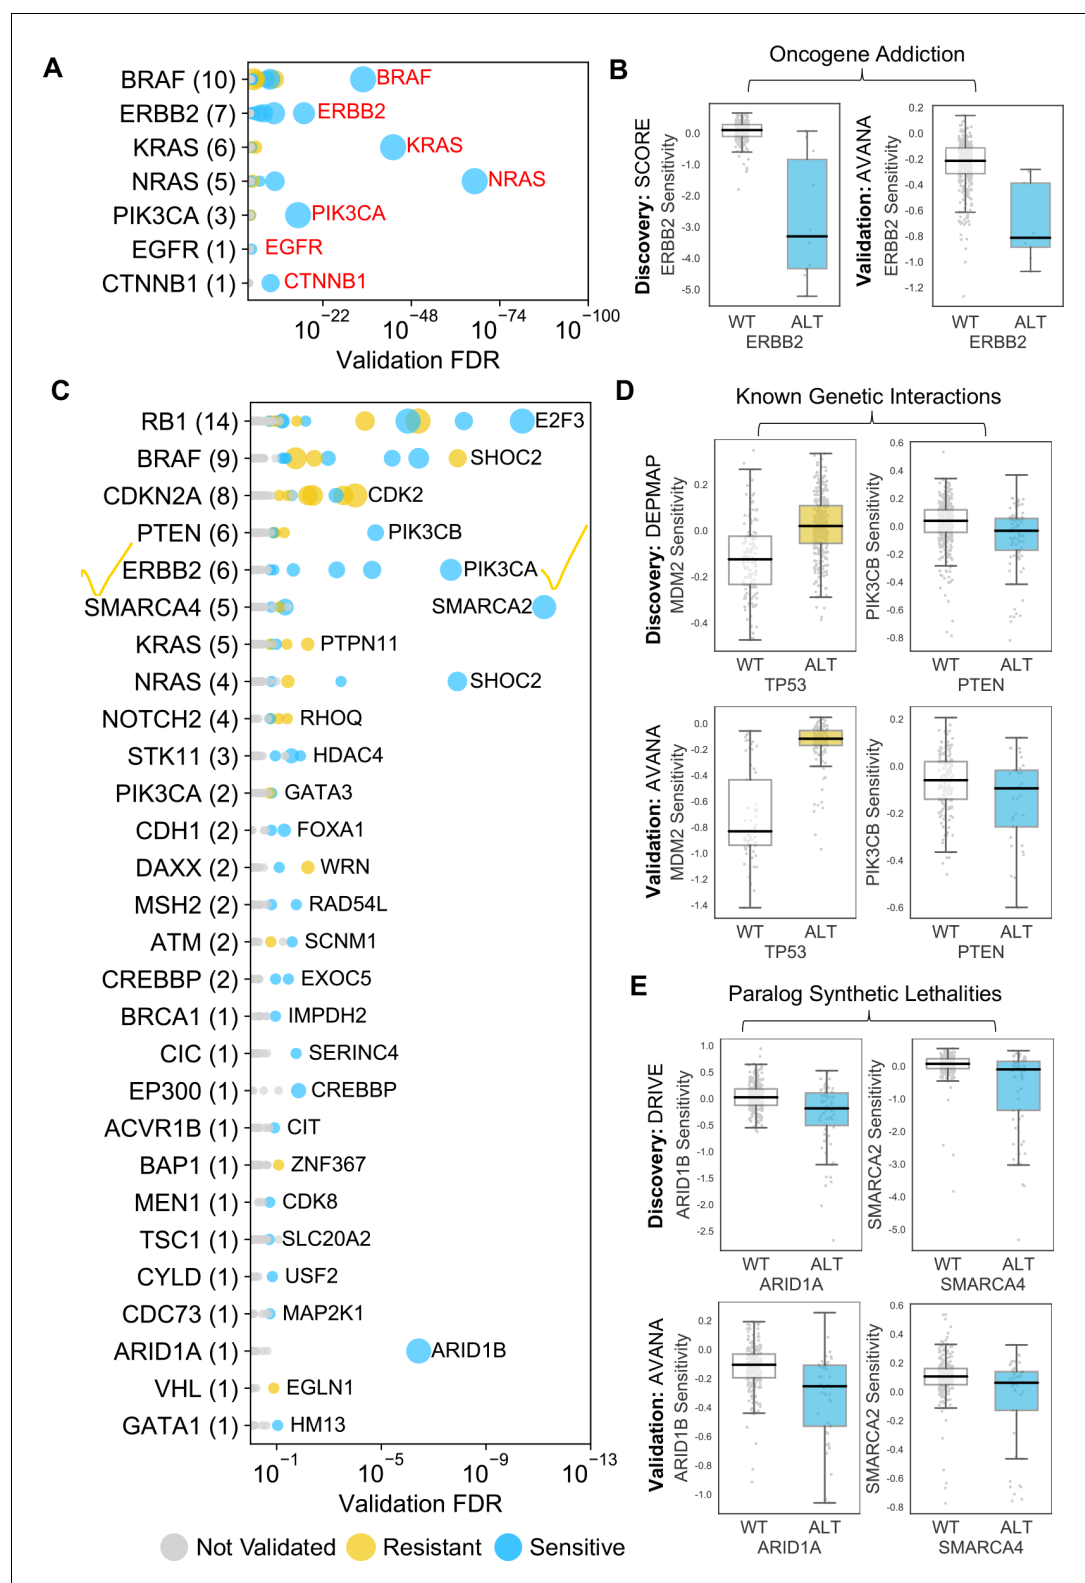 A
BRAF (10)
BRAF
ERBB2 (7)
ERBB2
KRAS (6)
KRAS
NRAS (5)
NRAS
PIK3CA (3)
PIK3CA
EGFR (1)
EGFR
CTNNB1 (1)
CTNNB1
10−22
10−48
10−74
10−100
Validation FDR
B
Oncogene Addiction
Discovery: SCORE
ERBB2 Sensitivity
0.0
-1.0
-2.0
-3.0
-4.0
-5.0
WT ALT
ERBB2
Validation: AVANA
ERBB2 Sensitivity
0.2
0.0
-0.2
-0.4
-0.6
-0.8
-1.0
-1.2
WT ALT
ERBB2
C
RB1 (14)
E2F3
BRAF (9)
SHOC2
CDKN2A (8)
CDK2
PTEN (6)
PIK3CB
ERBB2 (6)
PIK3CA
SMARCA4 (5)
SMARCA2
KRAS (5)
PTPN11
NRAS (4)
SHOC2
NOTCH2 (4)
RHOQ
STK11 (3)
HDAC4
PIK3CA (2)
GATA3
CDH1 (2)
FOXA1
DAXX (2)
WRN
MSH2 (2)
RAD54L
ATM (2)
SCNM1
CREBBP (2)
EXOC5
BRCA1 (1)
IMPDH2
CIC (1)
SERINC4
EP300 (1)
CREBBP
ACVR1B (1)
CIT
BAP1 (1)
ZNF367
MEN1 (1)
CDK8
TSC1 (1)
SLC20A2
CYLD (1)
USF2
CDC73 (1)
MAP2K1
ARID1A (1)
ARID1B
VHL (1)
EGLN1
GATA1 (1)
HM13
10−1
10−5
10−9
10−13
Validation FDR
Not Validated
Resistant
Sensitive
D
Known Genetic Interactions
Discovery: DEPMAP
MDM2 Sensitivity
0.2
0.0
-0.2
-0.4
WT ALT
TP53
PIK3CB Sensitivity
0.6
0.4
0.2
0.0
-0.2
-0.4
-0.6
-0.8
WT ALT
PTEN
Validation: AVANA
MDM2 Sensitivity
0.0
-0.2
-0.4
-0.6
-0.8
-1.0
-1.2
-1.4
WT ALT
TP53
PIK3CB Sensitivity
0.2
0.0
-0.2
-0.4
-0.6
WT ALT
PTEN
E
Paralog Synthetic Lethalities
Discovery: DRIVE
ARID1B Sensitivity
1.0
0.5
0.0
-0.5
-1.0
-1.5
-2.0
-2.5
WT ALT
ARID1A
SMARCA2 Sensitivity
0.0
-1.0
-2.0
-3.0
-4.0
-5.0
WT ALT
SMARCA4
Validation: AVANA
ARID1B Sensitivity
0.2
0.0
-0.2
-0.4
-0.6
-0.8
-1.0
WT ALT
ARID1A
SMARCA2 Sensitivity
0.6
0.4
0.2
0.0
-0.2
-0.4
-0.6
-0.8
WT ALT
SMARCA4